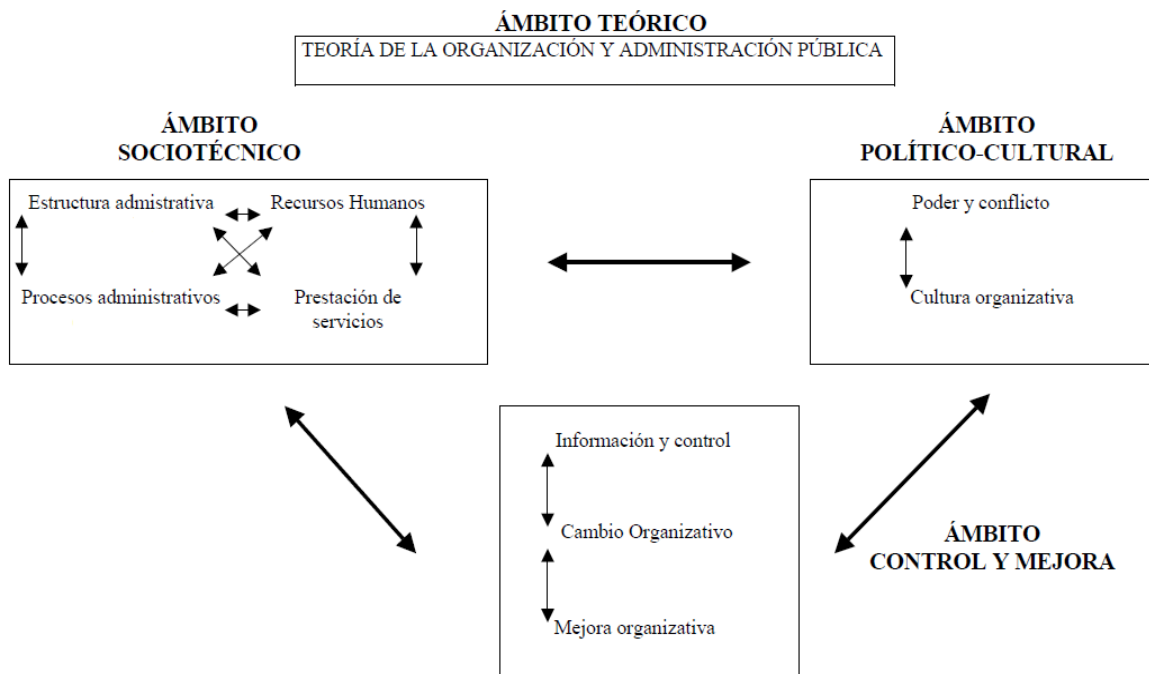 ÁMBITO TEÓRICO
TEORÍA DE LA ORGANIZACIÓN Y ADMINISTRACIÓN PÚBLICA
ÁMBITO
SOCIOTÉCNICO
Estructura admistrativa
Recursos Humanos
Procesos administrativos
Prestación de
servicios
ÁMBITO
POLÍTICO-CULTURAL
Poder y conflicto
Cultura organizativa
Información y control
Cambio Organizativo
Mejora organizativa
ÁMBITO
CONTROL Y MEJORA